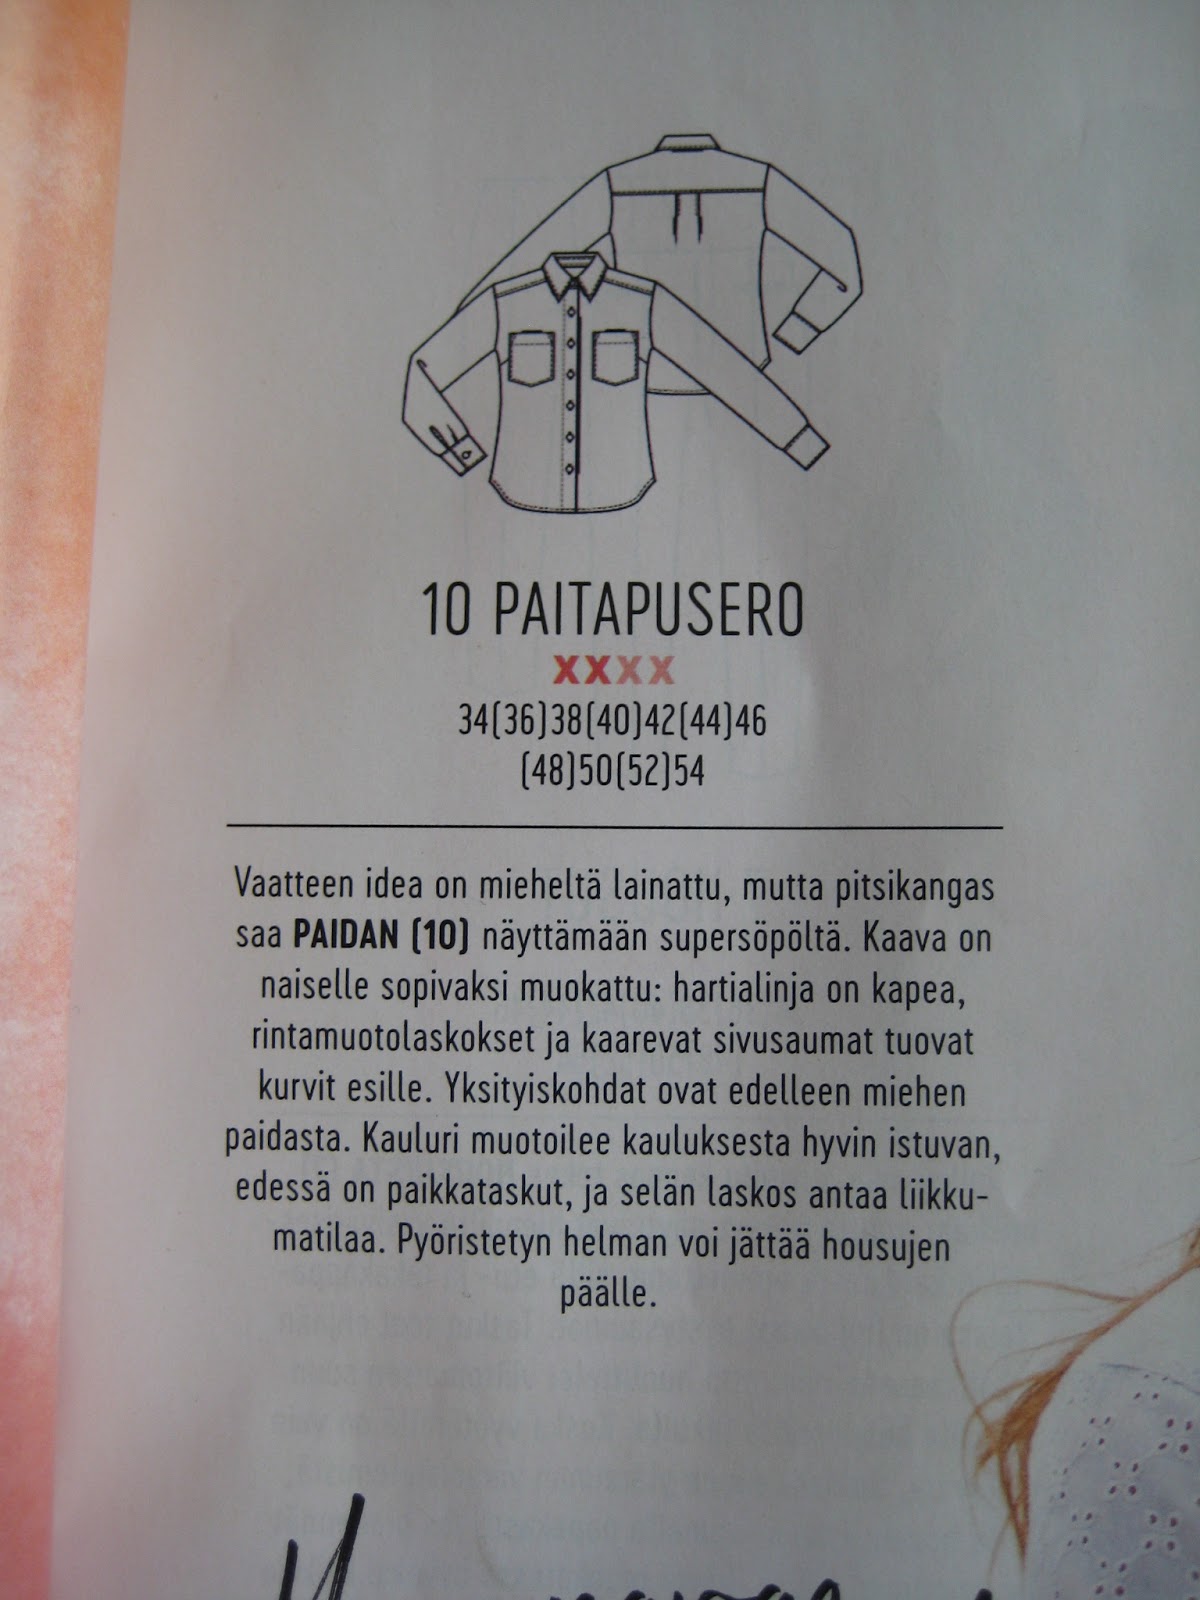 10 PAITAPUSERO
XXXX
34(36)38(40)42(44)46
(48)50(52)54
Vaatteen idea on mieheltä lainattu, mutta pitsikangas
saa PAIDAN (10) näyttämään supersöpöltä. Kaava on
naiselle sopivaksi muokattu: hartialinja on kapea,
rintamuotolaskokset ja kaarevat sivusaumat tuovat
kurvit esille. Yksityiskohdat ovat edelleen miehen
paidasta. Kauluri muotoilee kauluksesta hyvin istuvan,
edessä on paikkataskut, ja selän laskos antaa liikku-
matilaa. Pyöristetyn helman voi jättää housujen
päälle.